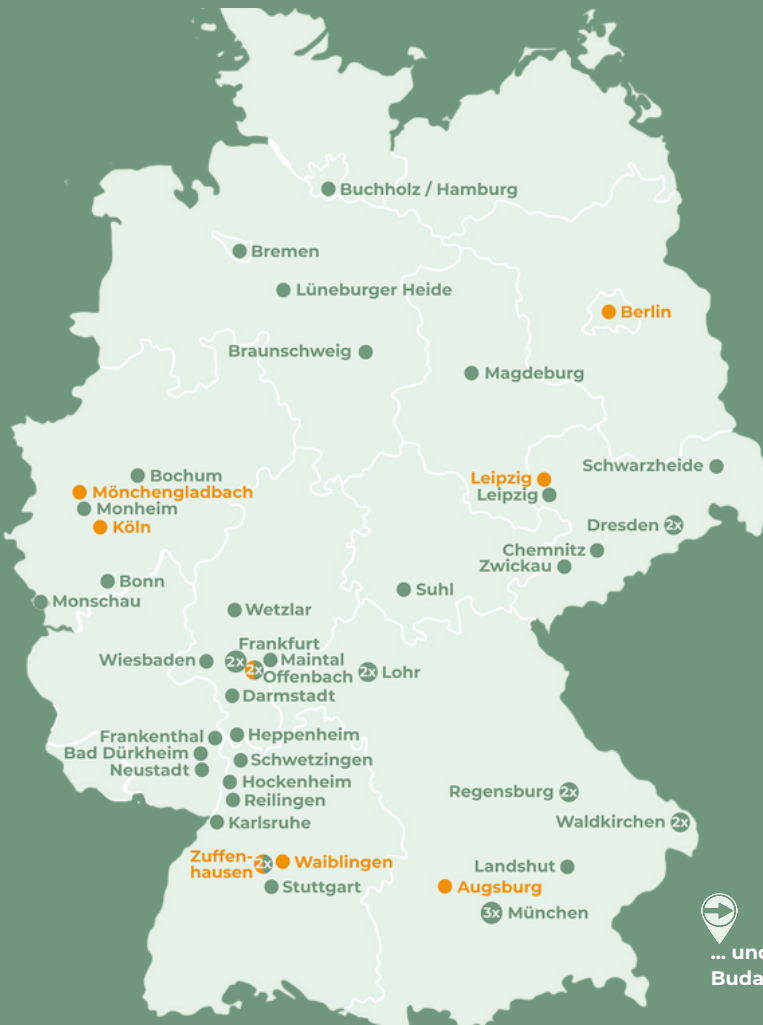 Buchholz / Hamburg
Bremen
Lüneburger Heide
Berlin
Braunschweig
Magdeburg
Bochum
Mönchengladbach
Monheim
Köln
Leipzig
Leipzig
Schwarzheide
Dresden 2x
Chemnitz
Zwickau
Bonn
Monschau
Suhl
Wetzlar
Frankfurt
Wiesbaden 2x Maintal
2x Offenbach 2x Lohr
Darmstadt
Frankenthal Heppenheim
Bad Dürkheim Schwetzingen
Neustadt
Hockenheim
Reilingen
Karlsruhe
Regensburg 2x
Waldkirchen 2x
Zuffen-
hausen 2x Waiblingen
Stuttgart
Landshut
Augsburg
3x München
... und
Buda